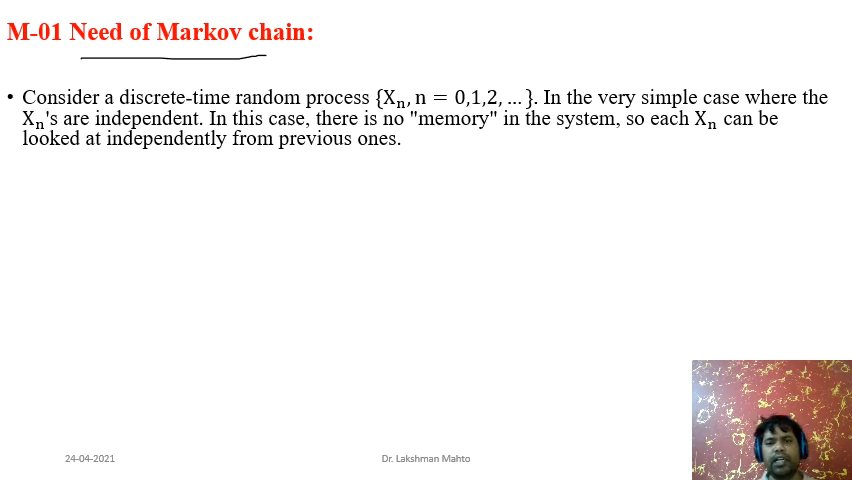 M-01 Need of Markov chain:
• Consider a discrete-time random process {Xₙ, n = 0,1,2, … }. In the very simple case where the
Xₙ's are independent. In this case, there is no "memory" in the system, so each Xₙ can be
looked at independently from previous ones.
24-04-2021
Dr. Lakshman Mahto